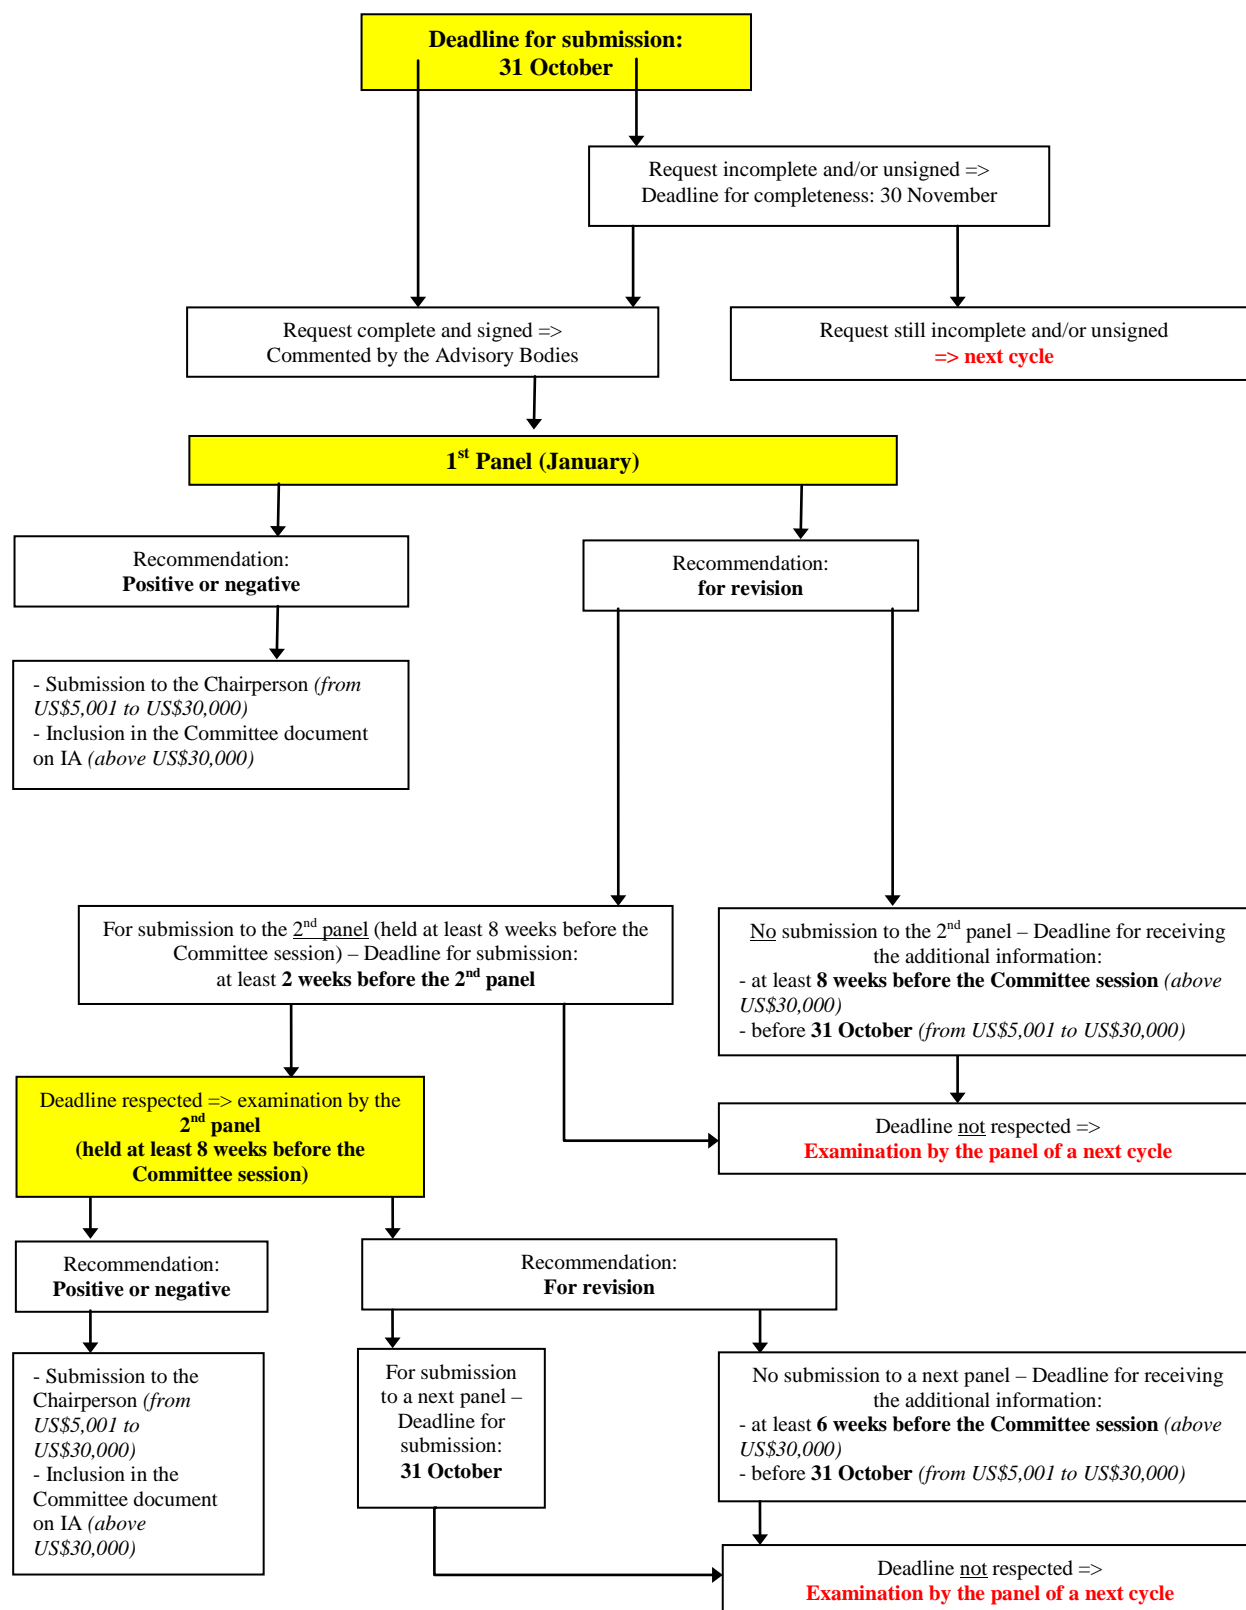 Deadline for submission:
31 October
Request incomplete and/or unsigned =>
Deadline for completeness: 30 November
Request complete and signed =>
Commented by the Advisory Bodies
Request still incomplete and/or unsigned
=> next cycle
1st Panel (January)
Recommendation:
Positive or negative
Recommendation:
for revision
- Submission to the Chairperson (from
US$5,001 to US$30,000)
- Inclusion in the Committee document
on IA (above US$30,000)
For submission to the 2nd panel (held at least 8 weeks before the
Committee session) – Deadline for submission:
at least 2 weeks before the 2nd panel
No submission to the 2nd panel – Deadline for receiving
the additional information:
- at least 8 weeks before the Committee session (above
US$30,000)
- before 31 October (from US$5,001 to US$30,000)
Deadline respected => examination by the
2nd panel
(held at least 8 weeks before the
Committee session)
Deadline not respected =>
Examination by the panel of a next cycle
Recommendation:
Positive or negative
Recommendation:
For revision
- Submission to the
Chairperson (from
US$5,001 to
US$30,000)
- Inclusion in the
Committee document
on IA (above
US$30,000)
For submission
to a next panel –
Deadline for
submission:
31 October
No submission to a next panel – Deadline for receiving
the additional information:
- at least 6 weeks before the Committee session (above
US$30,000)
- before 31 October (from US$5,001 to US$30,000)
Deadline not respected =>
Examination by the panel of a next cycle